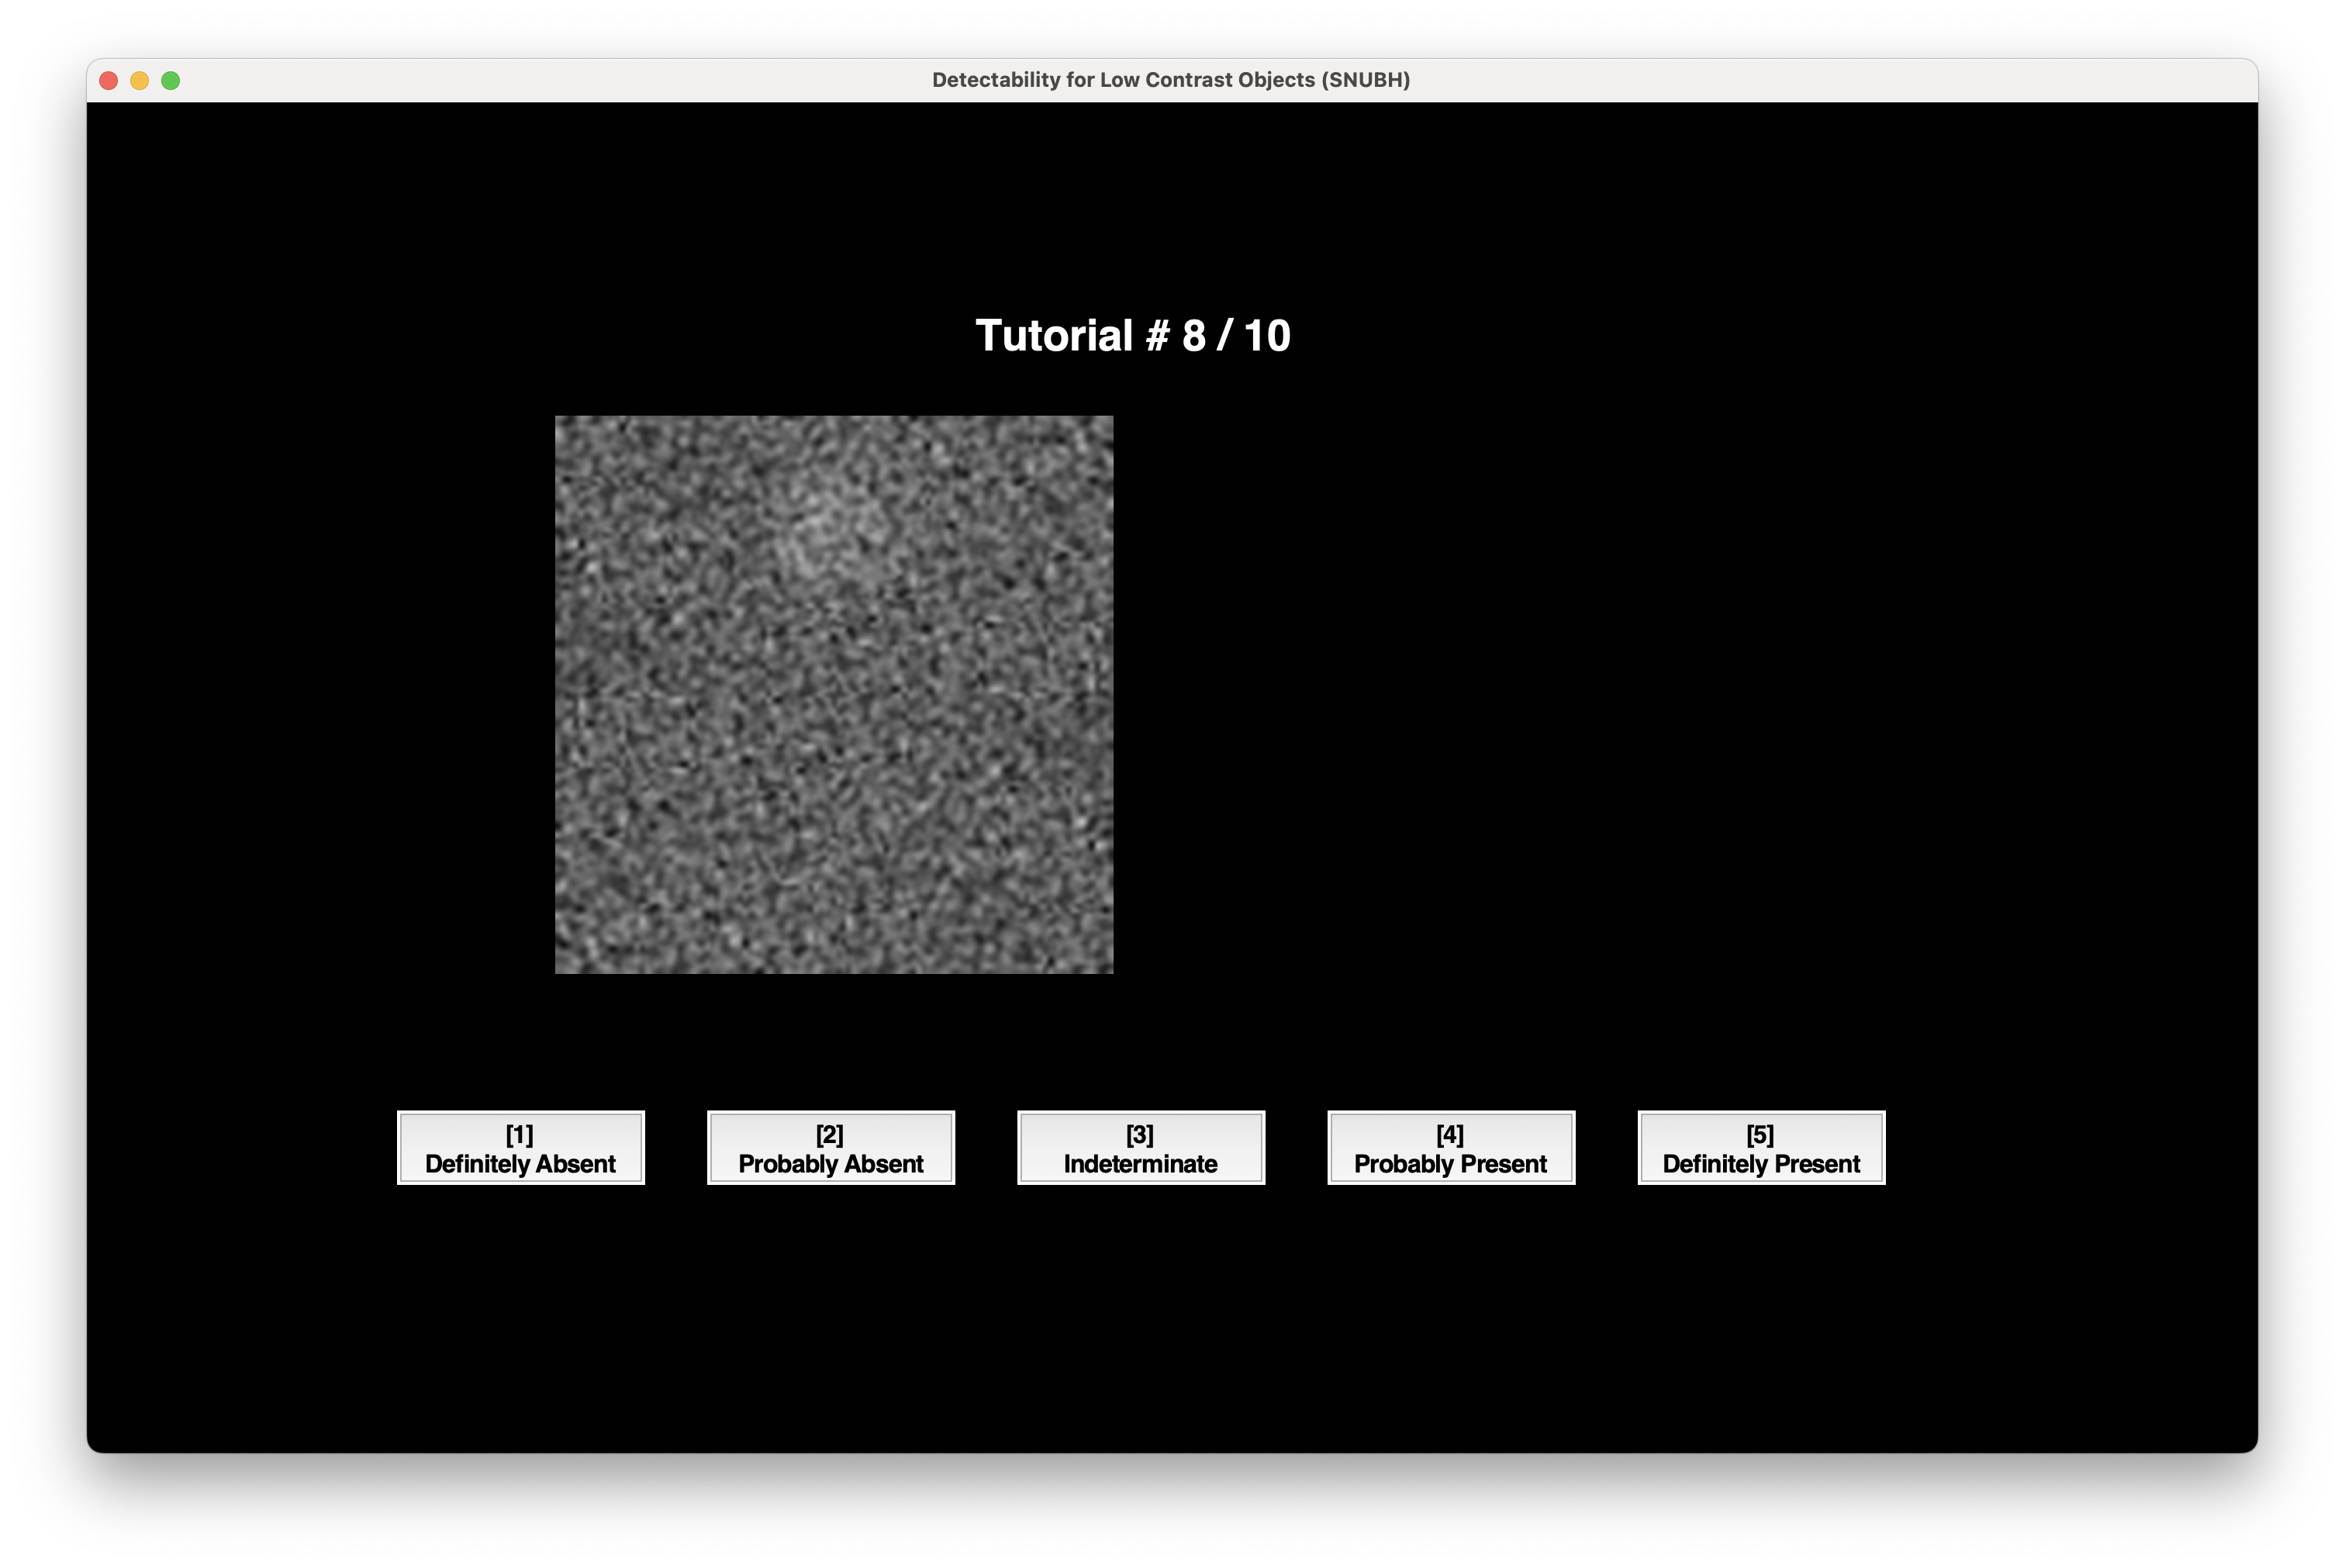 Detectability for Low Contrast Objects (SNUBH)
Tutorial # 8 / 10
[1]
Definitely Absent
[2]
Probably Absent
[3]
Indeterminate
[4]
Probably Present
[5]
Definitely Present